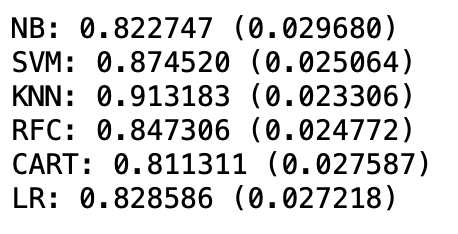 NB: 0.822747 (0.029680)
SVM: 0.874520 (0.025064)
KNN: 0.913183 (0.023306)
RFC: 0.847306 (0.024772)
CART: 0.811311 (0.027587)
LR: 0.828586 (0.027218)